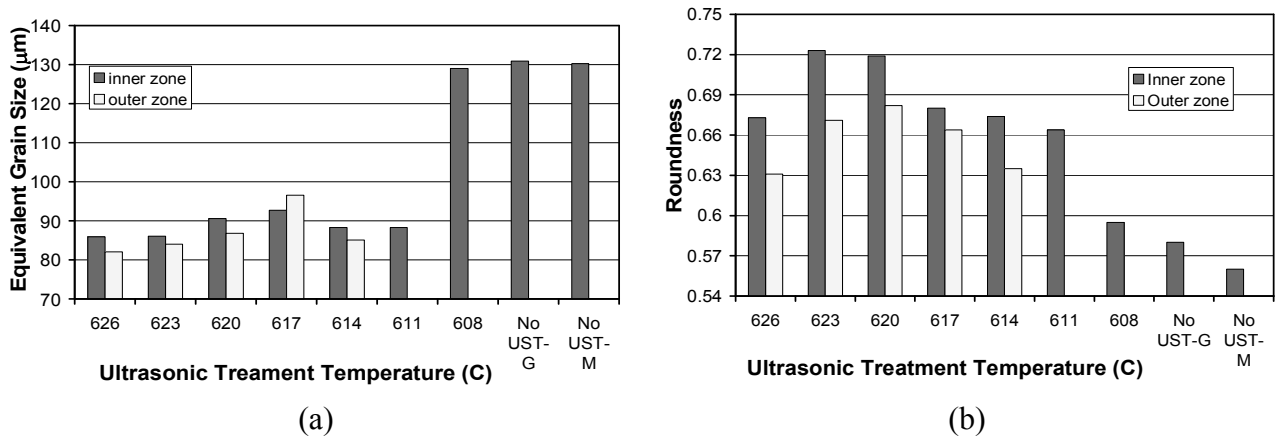 140
130
120
110
100
90
80
70
Equivalent Grain Size (µm)
inner zone
outer zone
626 623 620 617 614 611 608 No UST-G No UST-M
Ultrasonic Treament Temperature (C)
(a)
0.75
0.72
0.69
0.66
0.63
0.6
0.57
0.54
Roundness
Inner zone
Outer zone
626 623 620 617 614 611 608 No UST-G No UST-M
Ultrasonic Treatment Temperature (C)
(b)